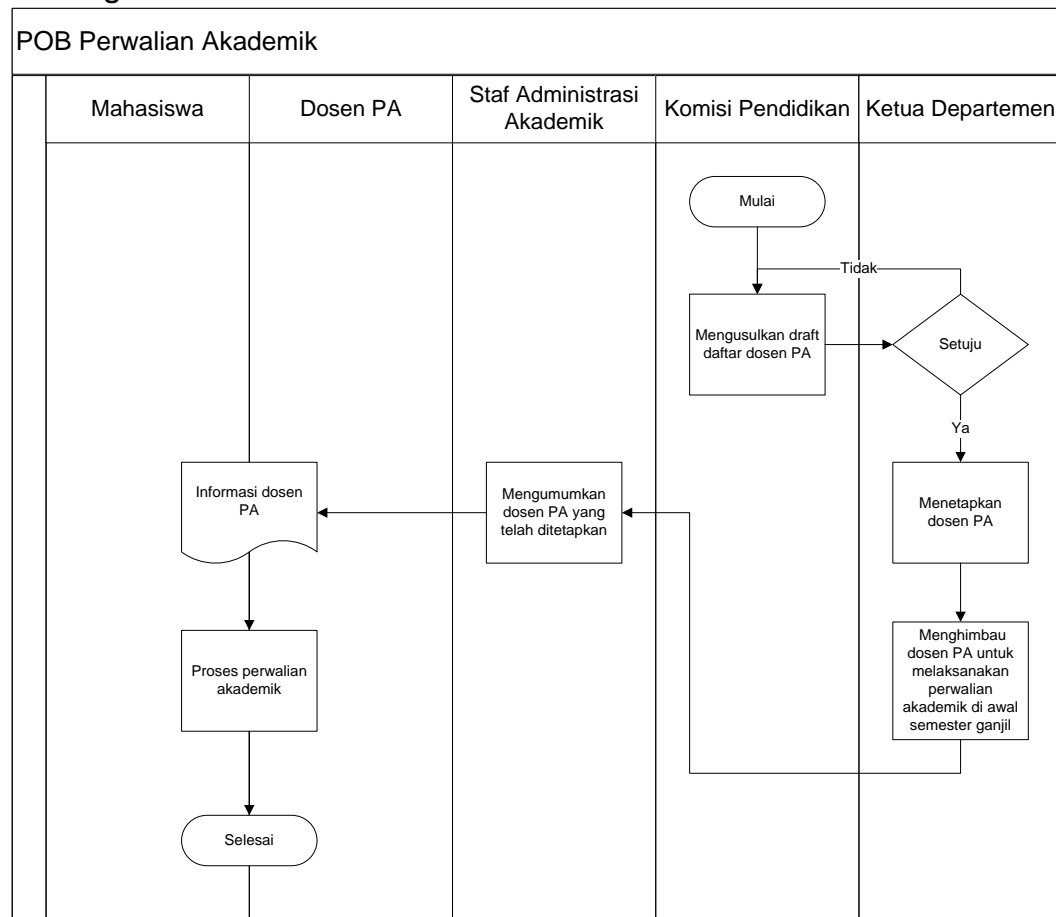 POB Perwalian Akademik
Mahasiswa
Dosen PA
Staf Administrasi
Akademik
Komisi Pendidikan
Ketua Departemen
Mulai
Tidak
Mengusulkan draft
daftar dosen PA
Setuju
Ya
Informasi dosen
PA
Mengumumkan
dosen PA yang
telah ditetapkan
Menetapkan
dosen PA
Proses perwalian
akademik
Menghimbau
dosen PA untuk
melaksanakan
perwalian
akademik di awal
semester ganjil
Selesai